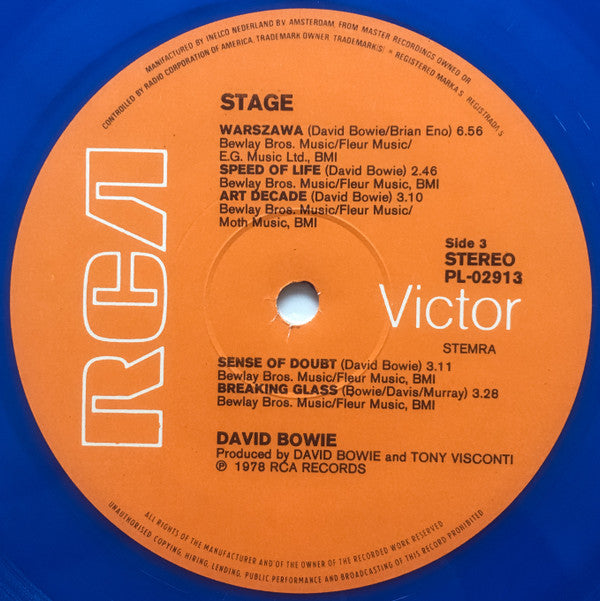 MANUFACTURED BY INELCO NEDERLAND B.V. AMSTERDAM, FROM MASTER RECORDINGS OWNED OR
CONTROLLED BY RADIO CORPORATION OF AMERICA, TRADEMARK OWNER, TRADEMARK(S) ® REGISTERED MARKA S. REGISTRADA S
STAGE
WARSZAWA (David Bowie/Brian Eno) 6.56
Bewlay Bros. Music/Fleur Music/
E.G. Music Ltd., BMI
SPEED OF LIFE (David Bowie) 2.46
Bewlay Bros. Music/Fleur Music, BMI
ART DECADE (David Bowie) 3.10
Bewlay Bros. Music/Fleur Music/
Moth Music, BMI
Side 3
STEREO
PL-02913
RCA
Victor
STEMRA
SENSE OF DOUBT (David Bowie) 3.11
Bewlay Bros. Music/Fleur Music, BMI
BREAKING GLASS (Bowie/Davis/Murray) 3.28
Bewlay Bros. Music/Fleur Music, BMI
DAVID BOWIE
Produced by DAVID BOWIE and TONY VISCONTI
℗ 1978 RCA RECORDS
ALL RIGHTS OF THE MANUFACTURER AND OF THE OWNER OF THE RECORDED WORK RESERVED
UNAUTHORISED COPYING, HIRING, LENDING, PUBLIC PERFORMANCE AND BROADCASTING OF THIS RECORD PROHIBITED